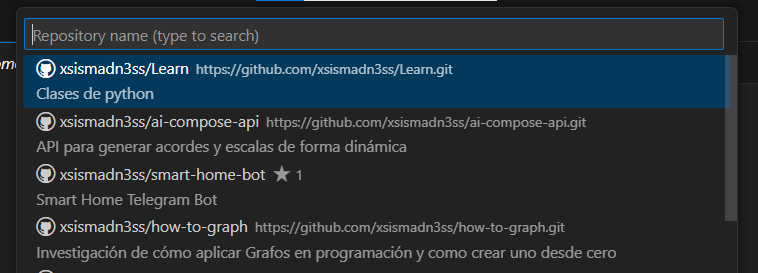 Repository name (type to search)
xsismadn3ss/Learn https://github.com/xsismadn3ss/Learn.git
Clases de python
xsismadn3ss/ai-compose-api https://github.com/xsismadn3ss/ai-compose-api.git
API para generar acordes y escalas de forma dinámica
xsismadn3ss/smart-home-bot ★ 1
Smart Home Telegram Bot
xsismadn3ss/how-to-graph https://github.com/xsismadn3ss/how-to-graph.git
Investigación de cómo aplicar Grafos en programación y como crear uno desde cero